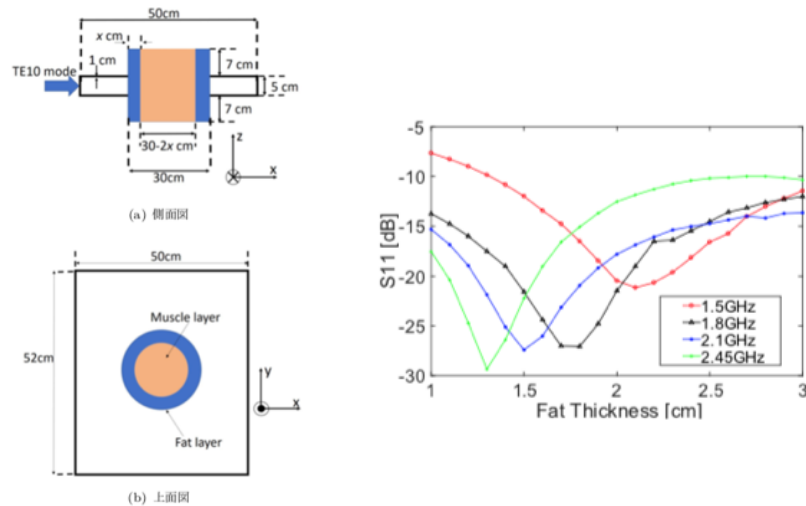 50cm
x cm
1 cm
TE10 mode
7 cm
5 cm
7 cm
30-2x cm
z
x
30cm
(a) 側面図
50cm
Muscle layer
52cm
y
x
Fat layer
(b) 上面図
S11 [dB]
-5
-10
-15
-20
-25
-30
1
1.5
2
2.5
3
Fat Thickness [cm]
1.5GHz
1.8GHz
2.1GHz
2.45GHz